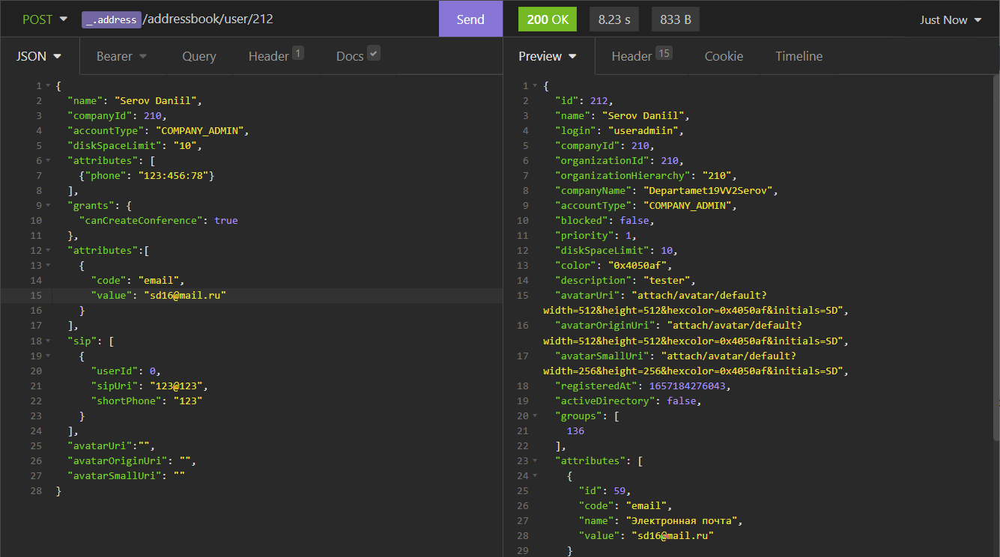 POST _.address /addressbook/user/212 Send 200 OK 8.23 s 833 B Just Now
JSON Bearer Query Header 1 Docs Preview Header 15 Cookie Timeline
1 {
2 "name": "Serov Daniil",
3 "companyId": 210,
4 "accountType": "COMPANY_ADMIN",
5 "diskSpaceLimit": "10",
6 "attributes": [
7 {"phone": "123:456:78"}
8 ],
9 "grants": {
10 "canCreateConference": true
11 },
12 "attributes":[
13 {
14 "code": "email",
15 "value": "sd16@mail.ru"
16 }
17 ],
18 "sip": [
19 {
20 "userId": 0,
21 "sipUri": "123@123",
22 "shortPhone": "123"
23 }
24 ],
25 "avatarUri":"",
26 "avatarOriginUri": "",
27 "avatarSmallUri": ""
28 }
1 {
2 "id": 212,
3 "name": "Serov Daniil",
4 "login": "useradmiin",
5 "companyId": 210,
6 "organizationId": 210,
7 "organizationHierarchy": "210",
8 "companyName": "Departamet19VV2Serov",
9 "accountType": "COMPANY_ADMIN",
10 "blocked": false,
11 "priority": 1,
12 "diskSpaceLimit": 10,
13 "color": "0x4050af",
14 "description": "tester",
15 "avatarUri": "attach/avatar/default?
width=512&height=512&hexcolor=0x4050af&initials=SD",
16 "avatarOriginUri": "attach/avatar/default?
width=512&height=512&hexcolor=0x4050af&initials=SD",
17 "avatarSmallUri": "attach/avatar/default?
width=256&height=256&hexcolor=0x4050af&initials=SD",
18 "registeredAt": 1657184276043,
19 "activeDirectory": false,
20 "groups": [
21 136
22 ],
23 "attributes": [
24 {
25 "id": 59,
26 "code": "email",
27 "name": "Электронная почта",
28 "value": "sd16@mail.ru"
29 }